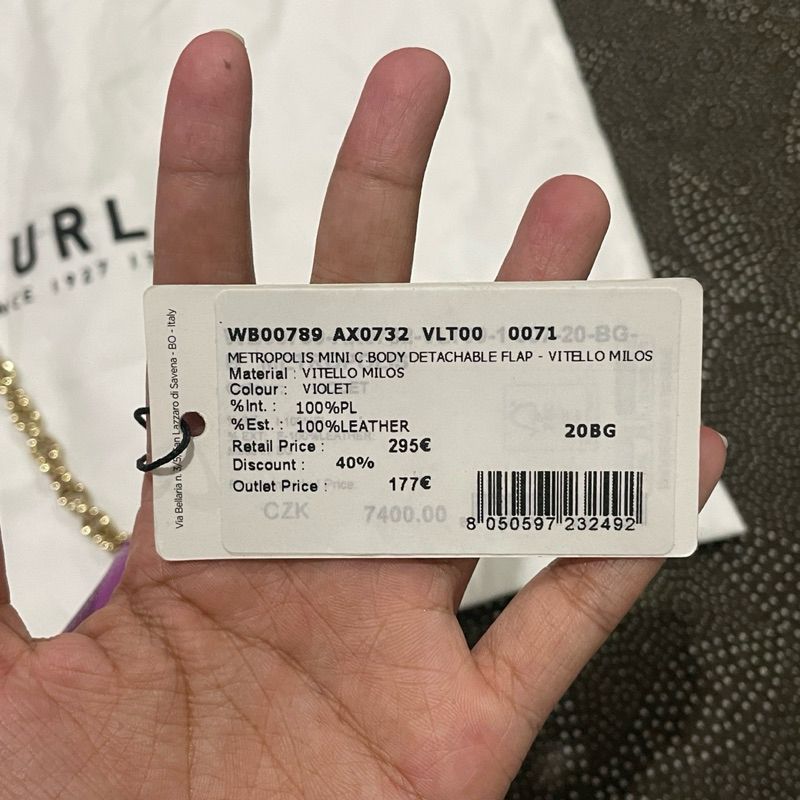 URL
1927
Via Bellaria n. 3/5 San Lazzaro di Savena - BO - Italy
WB00789 AX0732 VLT00 0071
METROPOLIS MINI C.BODY DETACHABLE FLAP - VITELLO MILOS
Material : VITELLO MILOS
Colour : VIOLET
%Int. : 100%PL
%Est. : 100%LEATHER
20BG
Retail Price : 295€
Discount : 40%
Outlet Price : 177€
CZK 7400.00
8 050597 232492